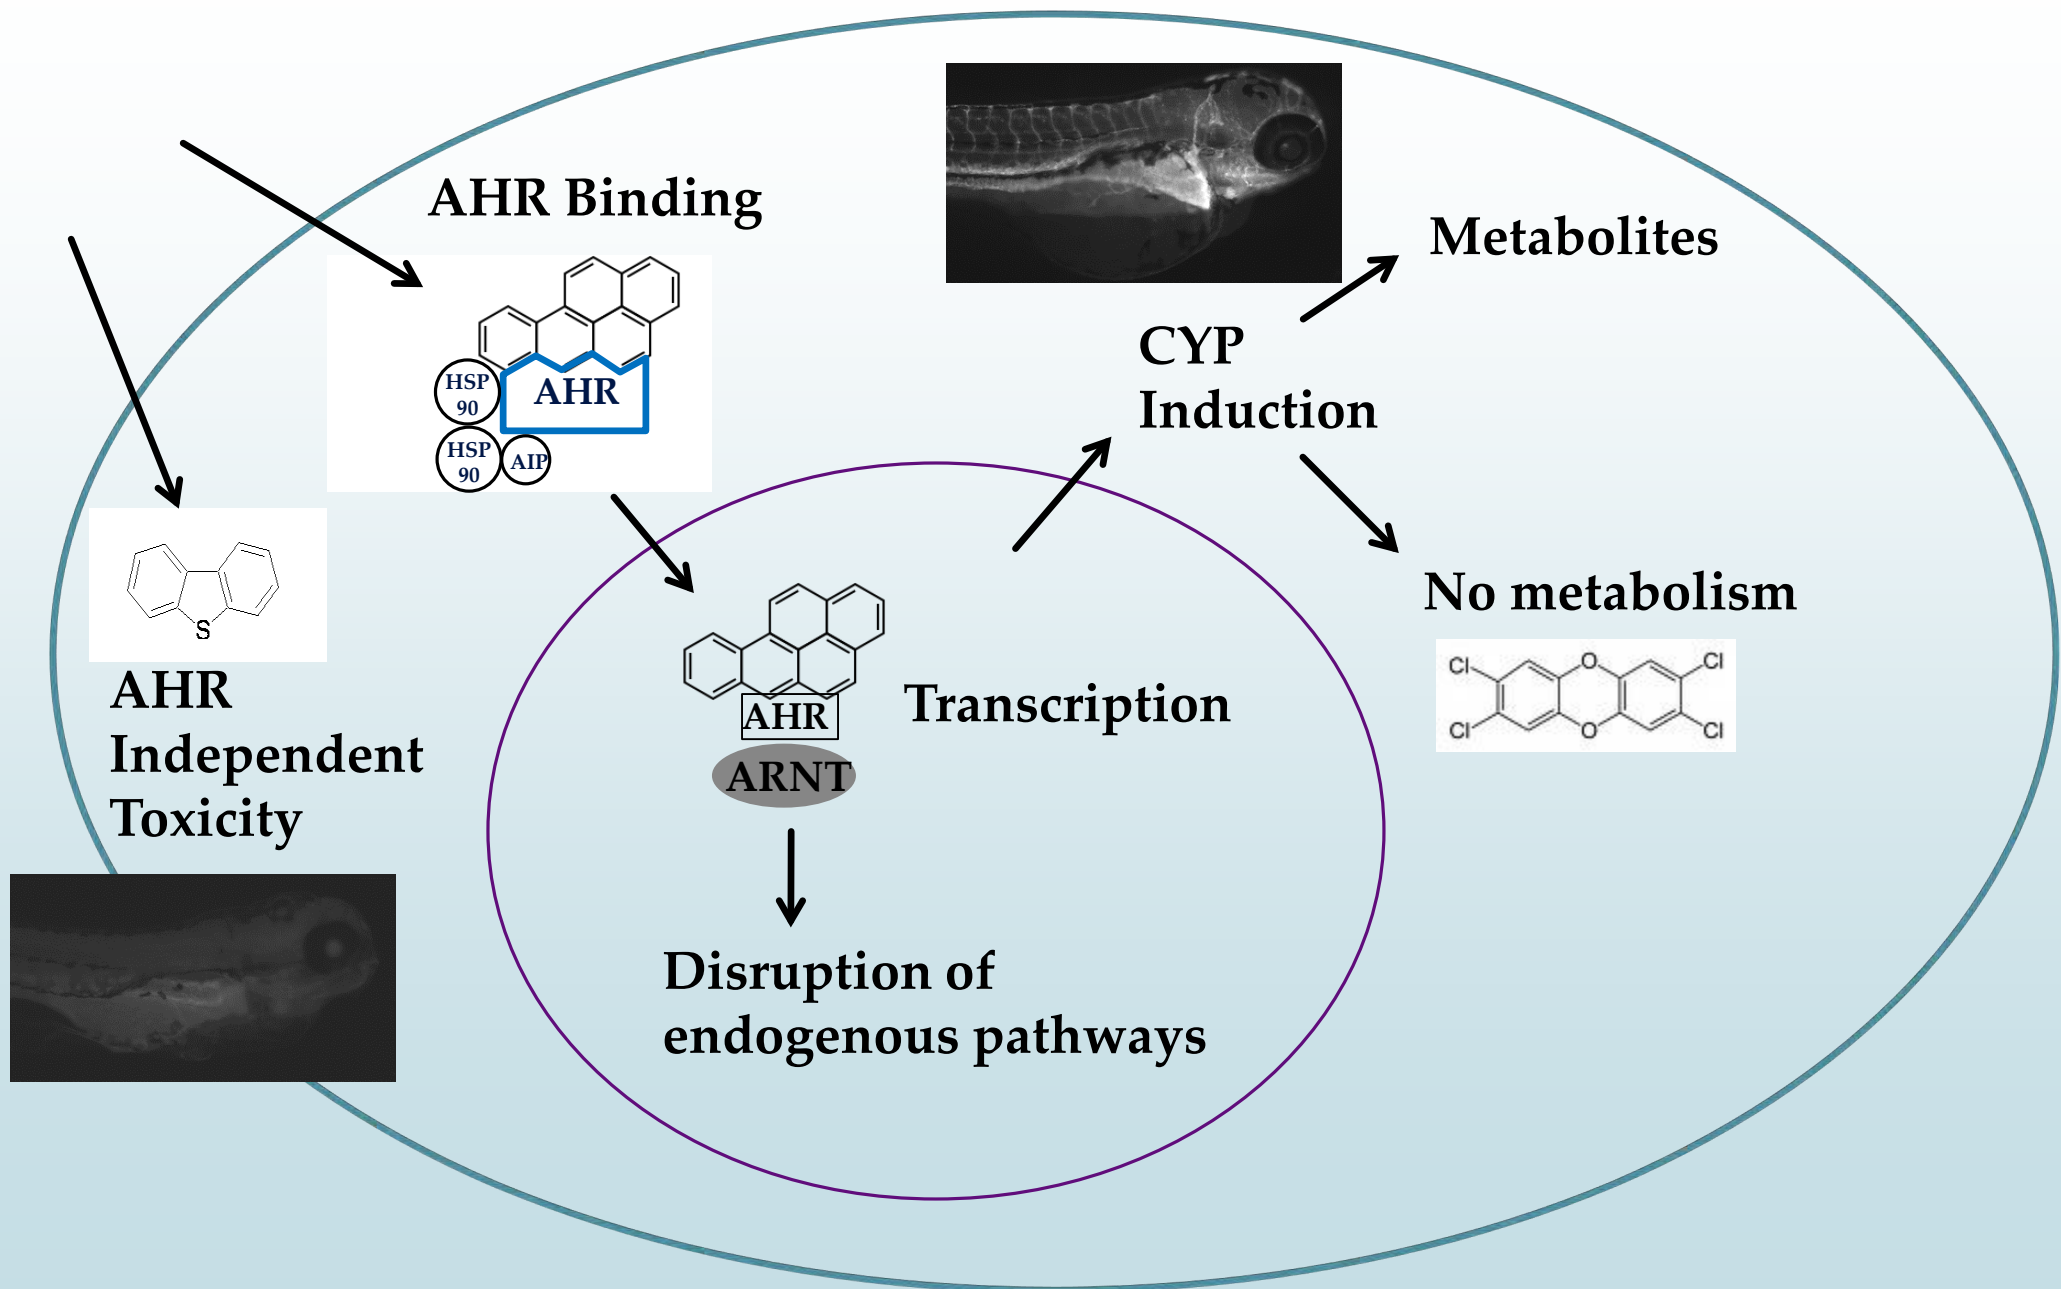 AHR Binding
HSP
90
AHR
HSP
90
AIP
S
AHR
Independent
Toxicity
AHR
ARNT
Transcription
Disruption of
endogenous pathways
CYP
Induction
Metabolites
No metabolism
Cl
O
Cl
Cl
O
Cl